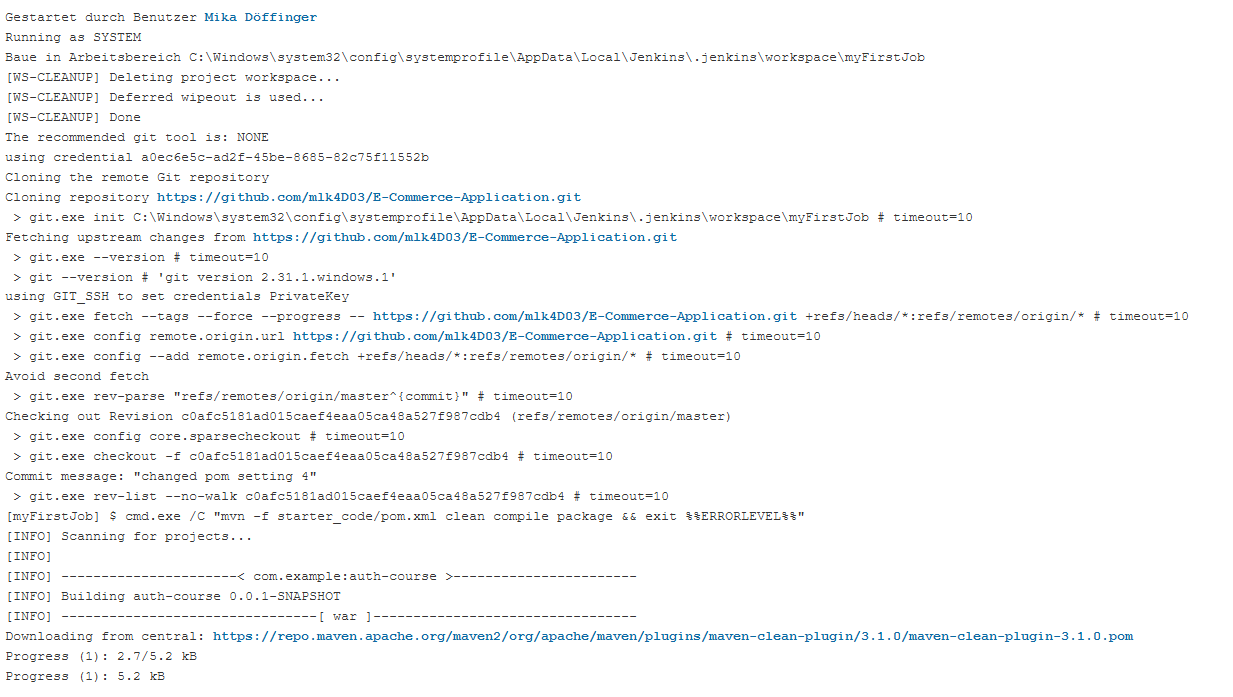 Gestartet durch Benutzer Mika Döffinger
Running as SYSTEM
Baue in Arbeitsbereich C:\Windows\system32\config\systemprofile\AppData\Local\Jenkins\.jenkins\workspace\myFirstJob
[WS-CLEANUP] Deleting project workspace...
[WS-CLEANUP] Deferred wipeout is used...
[WS-CLEANUP] Done
The recommended git tool is: NONE
using credential a0ec6e5c-ad2f-45be-8685-82c75f11552b
Cloning the remote Git repository
Cloning repository https://github.com/mlk4D03/E-Commerce-Application.git
 > git.exe init C:\Windows\system32\config\systemprofile\AppData\Local\Jenkins\.jenkins\workspace\myFirstJob # timeout=10
Fetching upstream changes from https://github.com/mlk4D03/E-Commerce-Application.git
 > git.exe --version # timeout=10
 > git --version # 'git version 2.31.1.windows.1'
using GIT_SSH to set credentials PrivateKey
 > git.exe fetch --tags --force --progress -- https://github.com/mlk4D03/E-Commerce-Application.git +refs/heads/*:refs/remotes/origin/* # timeout=10
 > git.exe config remote.origin.url https://github.com/mlk4D03/E-Commerce-Application.git # timeout=10
 > git.exe config --add remote.origin.fetch +refs/heads/*:refs/remotes/origin/* # timeout=10
Avoid second fetch
 > git.exe rev-parse "refs/remotes/origin/master^{commit}" # timeout=10
Checking out Revision c0afc5181ad015caef4eaa05ca48a527f987cdb4 (refs/remotes/origin/master)
 > git.exe config core.sparsecheckout # timeout=10
 > git.exe checkout -f c0afc5181ad015caef4eaa05ca48a527f987cdb4 # timeout=10
Commit message: "changed pom setting 4"
 > git.exe rev-list --no-walk c0afc5181ad015caef4eaa05ca48a527f987cdb4 # timeout=10
[myFirstJob] $ cmd.exe /C "mvn -f starter_code/pom.xml clean compile package && exit %%ERRORLEVEL%%"
[INFO] Scanning for projects...
[INFO]
[INFO] ----------------------< com.example:auth-course >-----------------------
[INFO] Building auth-course 0.0.1-SNAPSHOT
[INFO] --------------------------------[ war ]---------------------------------
Downloading from central: https://repo.maven.apache.org/maven2/org/apache/maven/plugins/maven-clean-plugin/3.1.0/maven-clean-plugin-3.1.0.pom
Progress (1): 2.7/5.2 kB
Progress (1): 5.2 kB